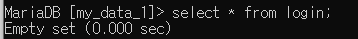 MariaDB [my_data_1]> select * from login;
Empty set (0.000 sec)